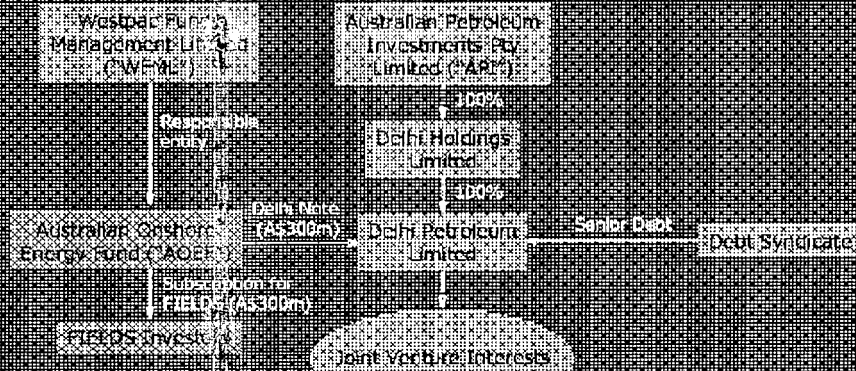 Westpac Funds
Management Limited
("WFML")
Australian Petroleum
Investments Pty
Limited ("API")
100%
Responsible
entity
Delhi Holdings
Limited
100%
Delhi Note
(A$300m)
Australian Onshore
Energy Fund ("AOEF")
Delhi Petroleum
Limited
Senior Debt
Debt Syndicate
Subscription for
FIELDS (A$300m)
FIELDS
Joint Venture Interests